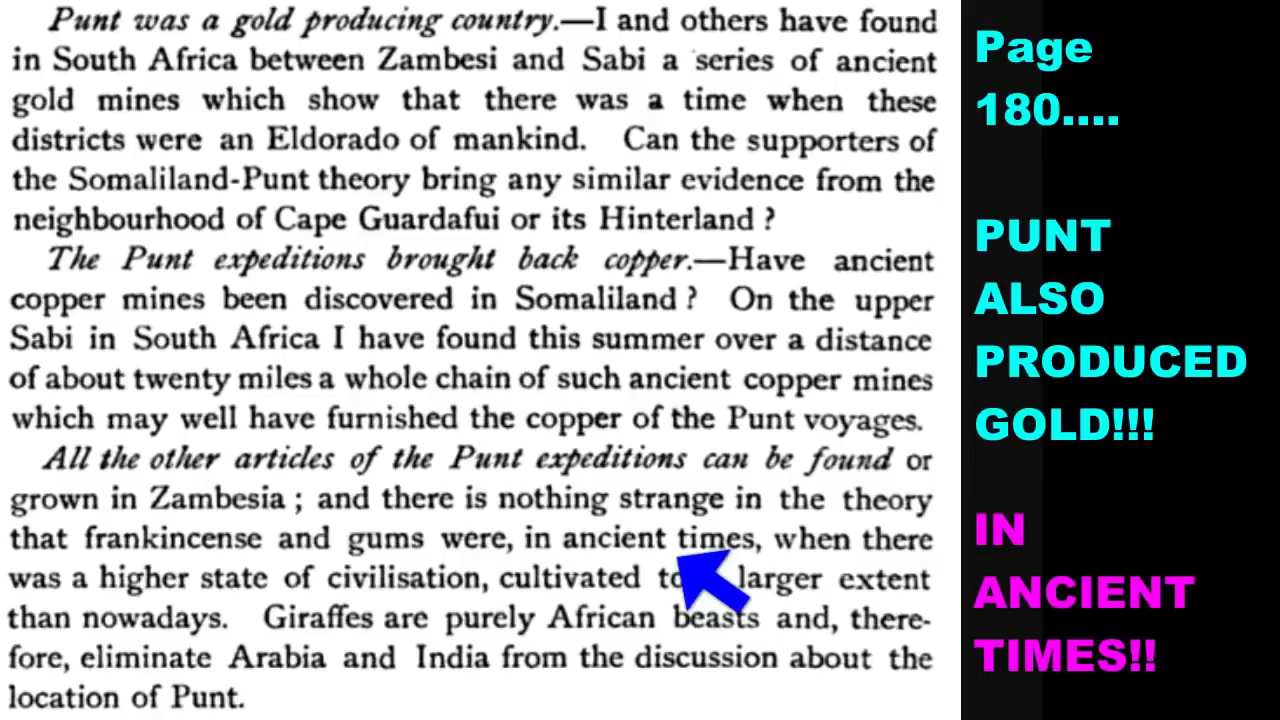 Punt was a gold producing country.—I and others have found
in South Africa between Zambesi and Sabi a series of ancient
gold mines which show that there was a time when these
districts were an Eldorado of mankind. Can the supporters of
the Somaliland-Punt theory bring any similar evidence from the
neighbourhood of Cape Guardafui or its Hinterland ?
The Punt expeditions brought back copper.—Have ancient
copper mines been discovered in Somaliland ? On the upper
Sabi in South Africa I have found this summer over a distance
of about twenty miles a whole chain of such ancient copper mines
which may well have furnished the copper of the Punt voyages.
All the other articles of the Punt expeditions can be found or
grown in Zambesia ; and there is nothing strange in the theory
that frankincense and gums were, in ancient times, when there
was a higher state of civilisation, cultivated to larger extent
than nowadays. Giraffes are purely African beasts and, there-
fore, eliminate Arabia and India from the discussion about the
location of Punt.
Page
180....
PUNT
ALSO
PRODUCED
GOLD!!!
IN
ANCIENT
TIMES!!